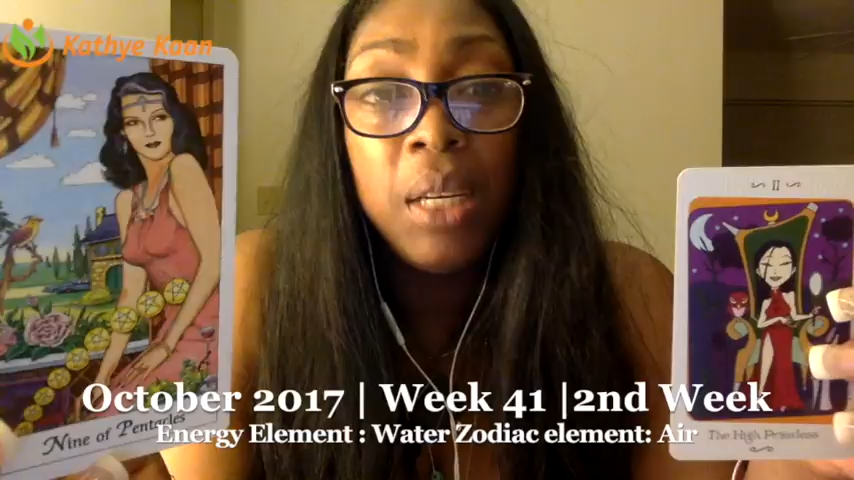 Kathye Koan
II
October 2017 | Week 41 |2nd Week
Energy Element : Water Zodiac element: Air
Nine of Pentacles
The High Priestess